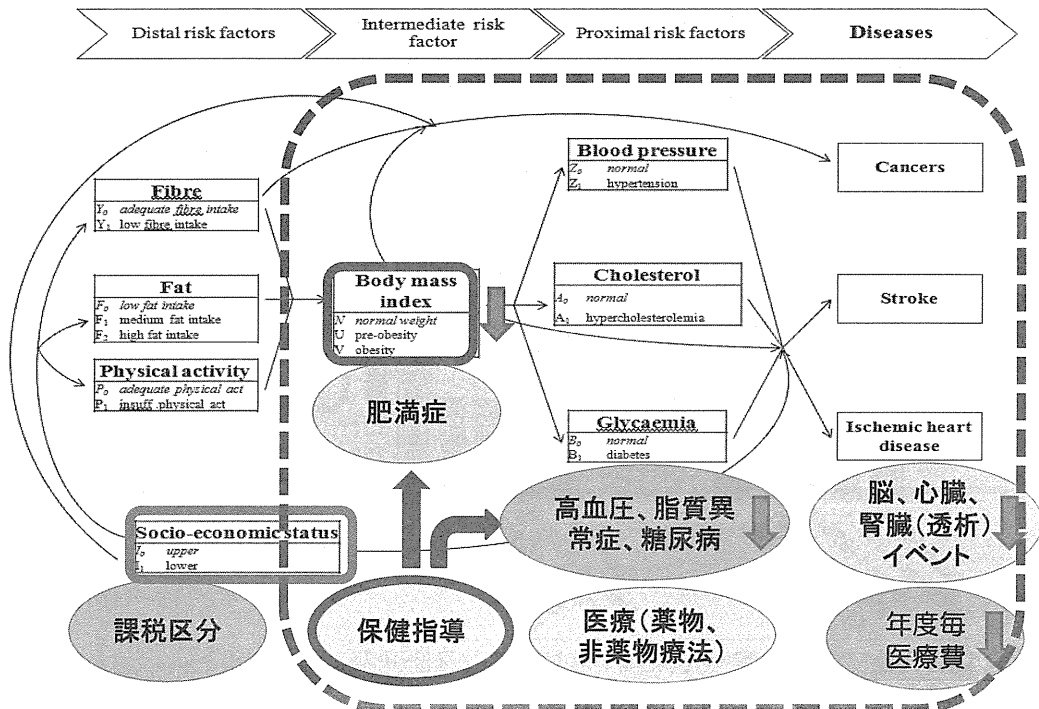 Distal risk factors
Intermediate risk
factor
Proximal risk factors
Diseases
Fibre
Y₀ adequate fibre intake
Y₁ low fibre intake
Fat
F₀ low fat intake
F₁ medium fat intake
F₂ high fat intake
Physical activity
P₀ adequate physical act
P₁ insuff .physical act
Socio-economic status
upper
lower
課税区分
Body mass
index
N normal weight
U pre-obesity
V obesity
肥満症
保健指導
Blood pressure
Z₀ normal
Z₁ hypertension
Cholesterol
A₀ normal
A₁ hypercholesterolemia
Glycaemia
B₀ normal
B₁ diabetes
高血圧、脂質異
常症、糖尿病
医療(薬物、
非薬物療法)
Cancers
Stroke
Ischemic heart
disease
脳、心臓、
腎臓(透析)
イベント
年度毎
医療費